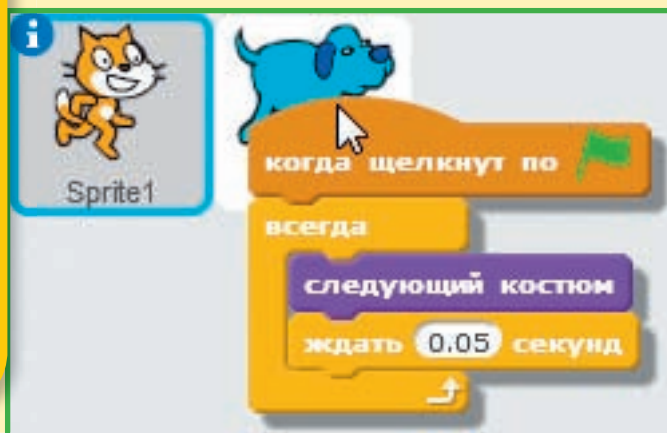 i
Sprite1
когда щелкнут по
всегда
следующий костюм
ждать 0.05 секунд